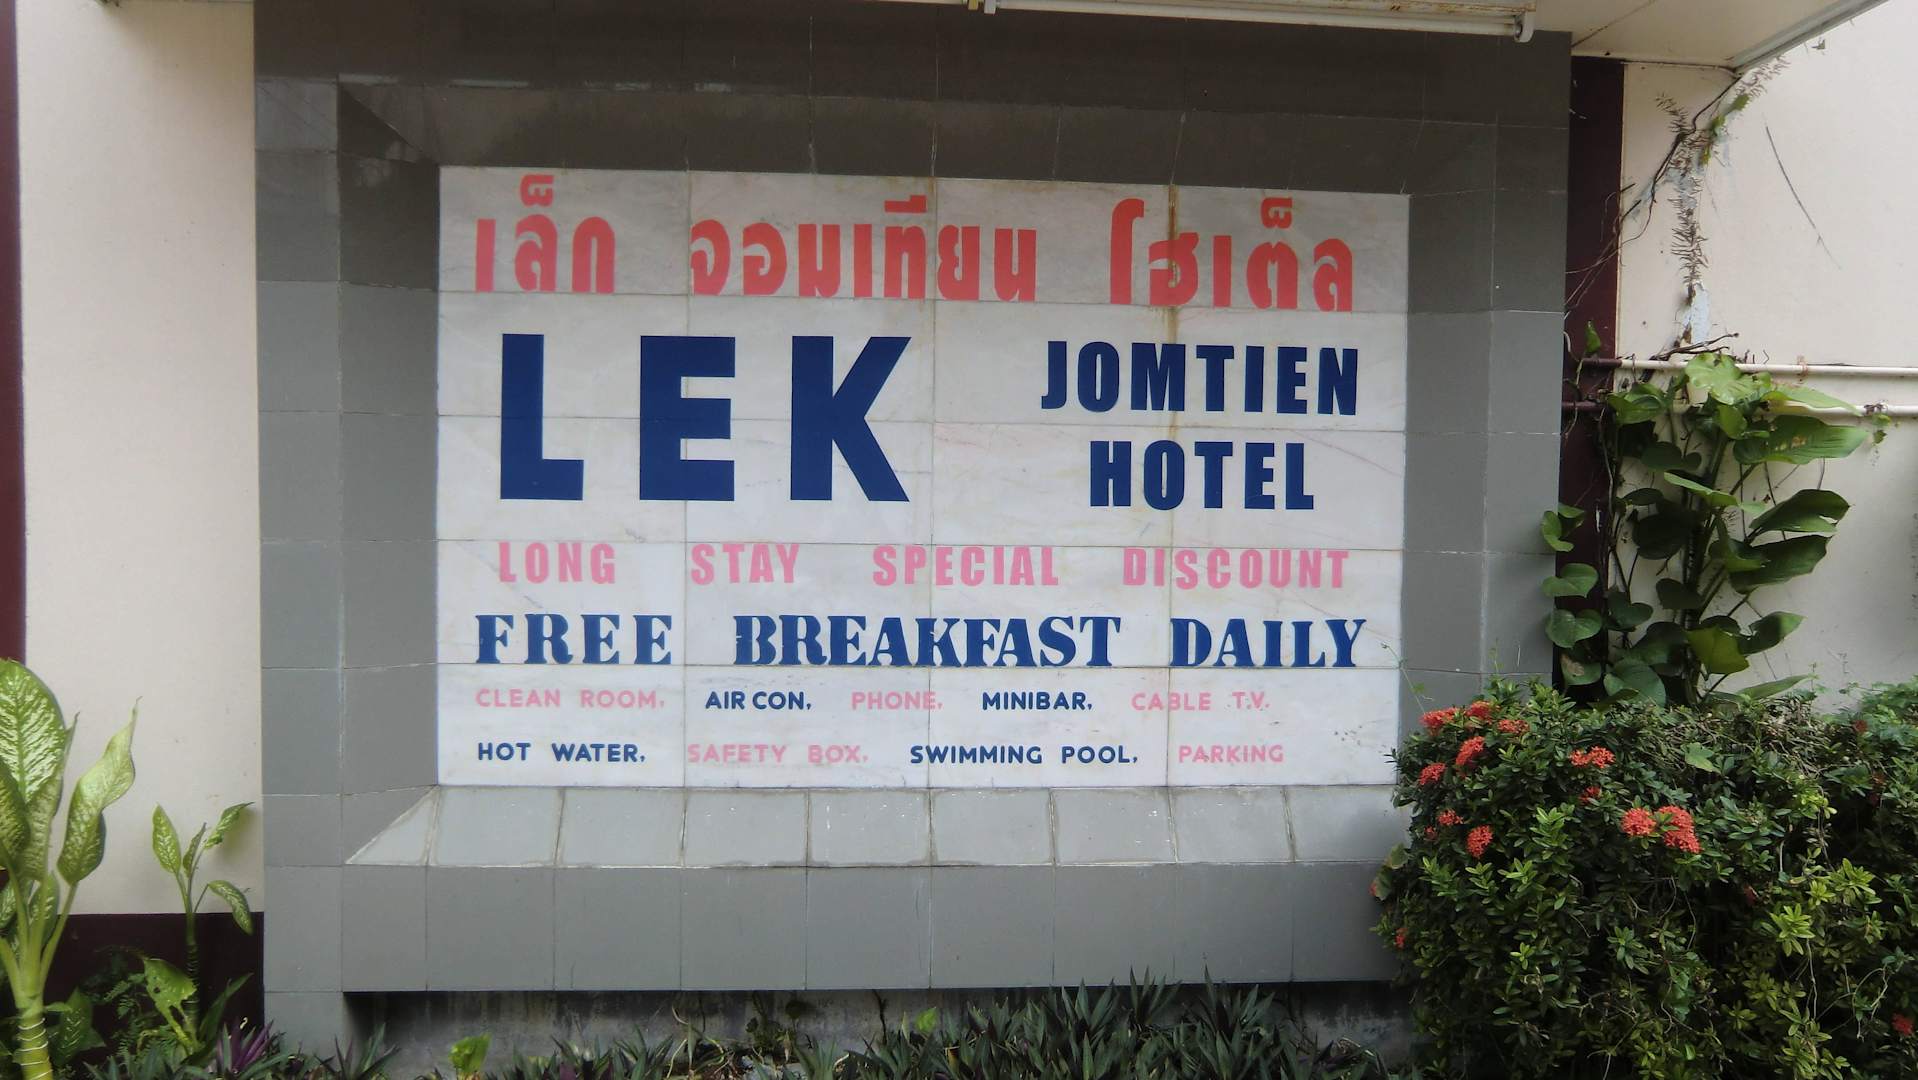 เล็ก จอมเทียน โฮเต็ล
LEK JOMTIEN HOTEL
LONG STAY SPECIAL DISCOUNT
FREE BREAKFAST DAILY
CLEAN ROOM, AIR CON, PHONE, MINIBAR, CABLE T.V.
HOT WATER, SAFETY BOX, SWIMMING POOL, PARKING